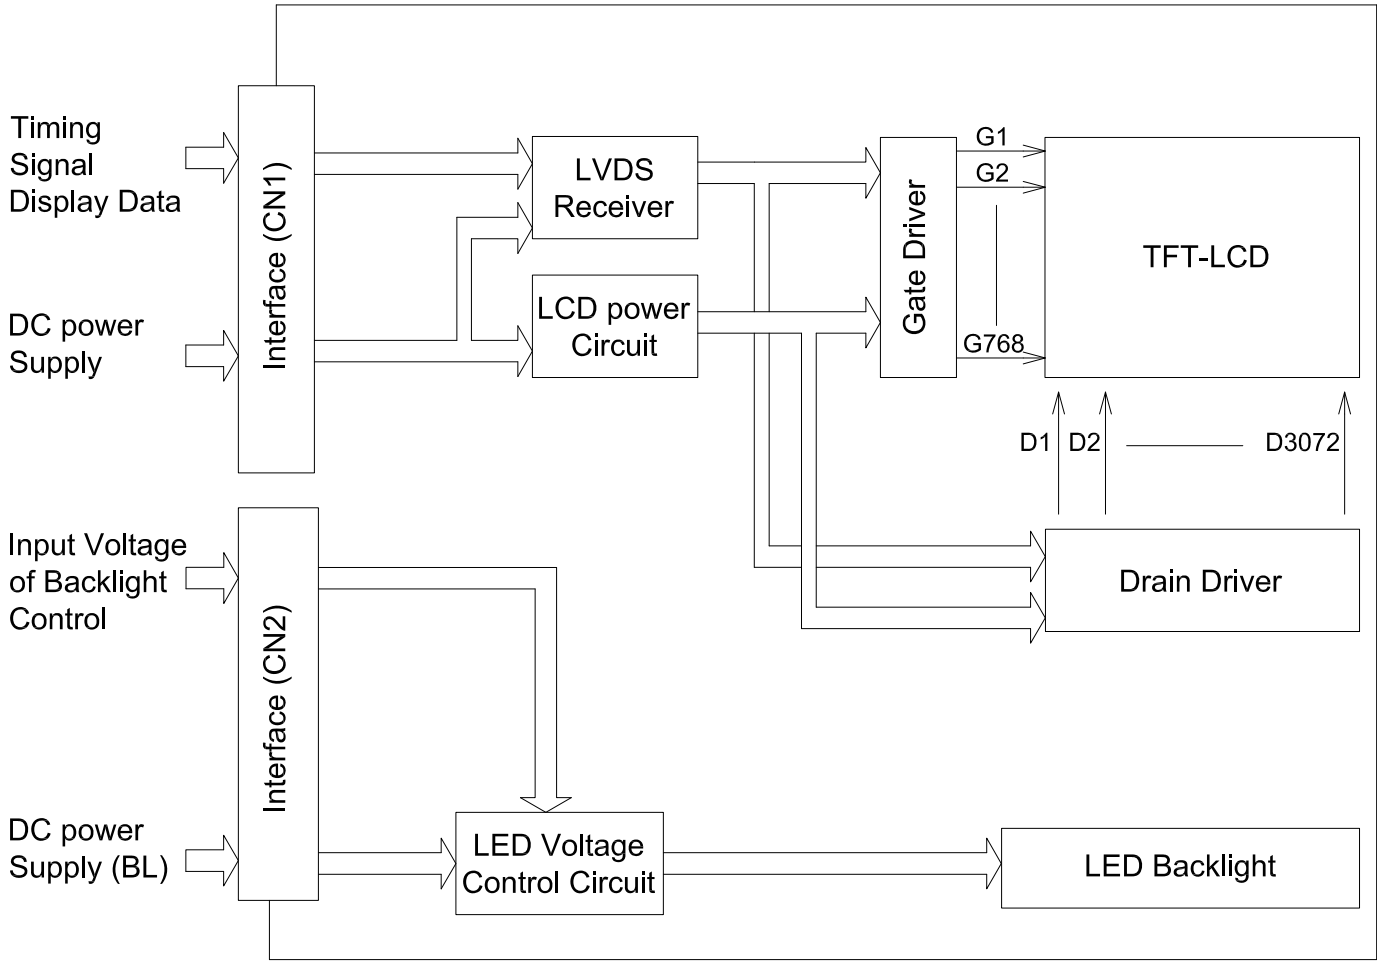 Timing
Signal
Display Data
DC power
Supply
Interface (CN1)
LVDS
Receiver
LCD power
Circuit
Gate Driver
G1
G2
G768
TFT-LCD
D1
D2
D3072
Drain Driver
Input Voltage
of Backlight
Control
DC power
Supply (BL)
Interface (CN2)
LED Voltage
Control Circuit
LED Backlight